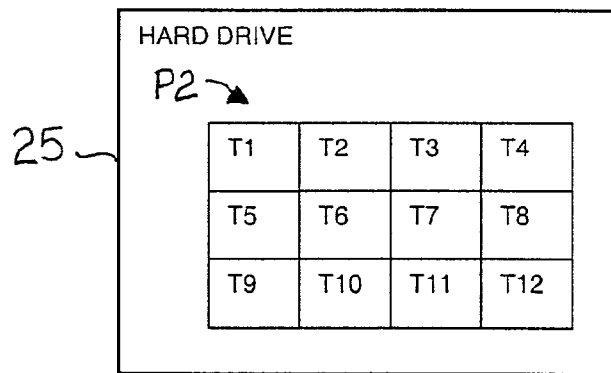 HARD DRIVE
P2
25
T1 T2 T3 T4
T5 T6 T7 T8
T9 T10 T11 T12